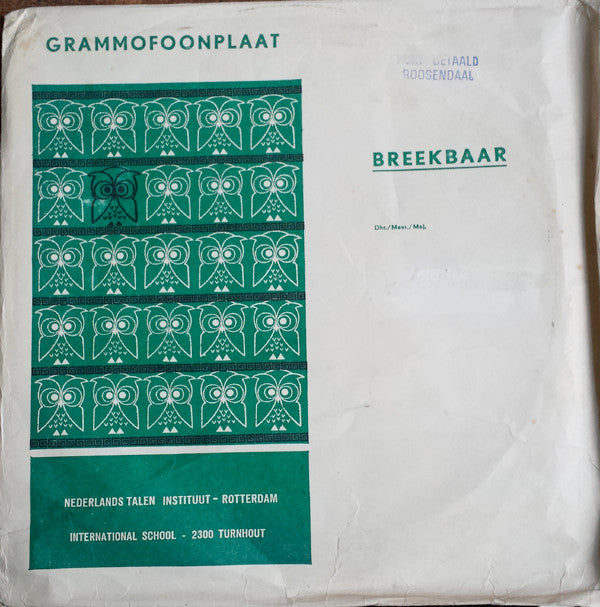 GRAMMOFOONPLAAT
BETAALD
ROOSENDAAL
BREEKBAAR
Dhr./Mevr./Mej.
NEDERLANDS TALEN INSTITUUT - ROTTERDAM
INTERNATIONAL SCHOOL - 2300 TURNHOUT